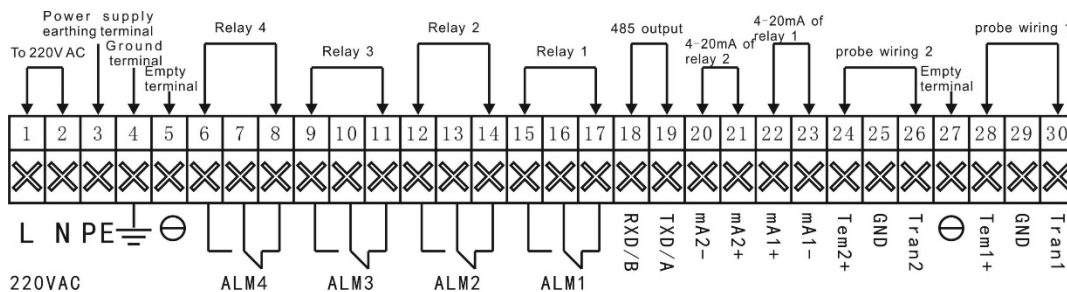 Power supply
earthing terminal
To 220V AC
Ground
terminal
Empty
terminal
Relay 4
Relay 3
Relay 2
Relay 1
485 output
4-20mA of
relay 2
4-20mA of
relay 1
probe wiring 2
Empty
terminal
probe wiring 1
1 2 3 4 5 6 7 8 9 10 11 12 13 14 15 16 17 18 19 20 21 22 23 24 25 26 27 28 29 30
L N PE
RXD/B
TXD/A
mA2-
mA2+
mA1+
mA1-
Tem2+
GND
Tran2
Tem1+
GND
Tran1
220VAC
ALM4
ALM3
ALM2
ALM1